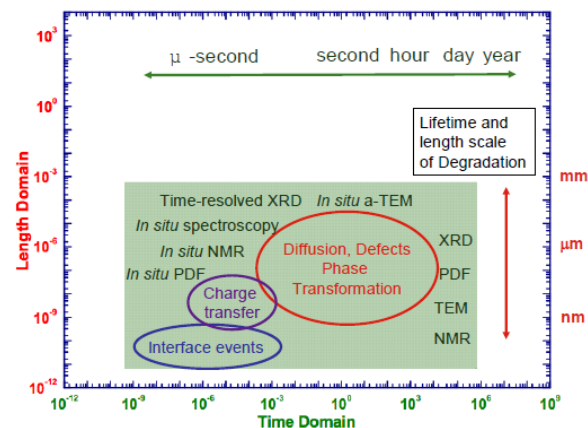 10³
μ -second second hour day year
10⁰
Lifetime and
length scale
of Degradation
Length Domain
10⁻³
mm
Time-resolved XRD In situ a-TEM
In situ spectroscopy
XRD
In situ NMR
Diffusion, Defects
10⁻⁶
μm
In situ PDF
Phase
PDF
Transformation
Charge
transfer
TEM
10⁻⁹
nm
Interface events
NMR
10⁻¹²
10⁻¹² 10⁻⁹ 10⁻⁶ 10⁻³ 10⁰ 10³ 10⁶ 10⁹
Time Domain